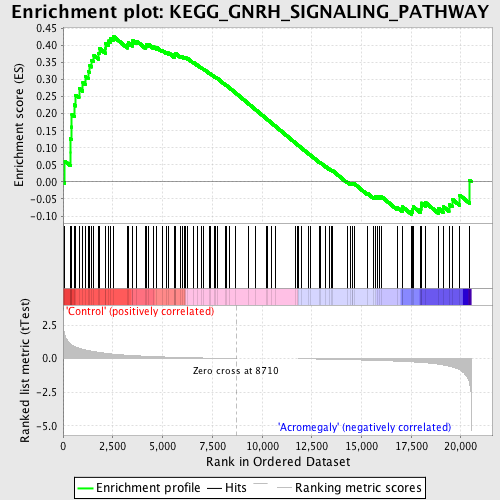 Enrichment plot: KEGG_GNRH_SIGNALING_PATHWAY
Enrichment score (ES)
0.45
0.40
0.35
0.30
0.25
0.20
0.15
0.10
0.05
0.00
-0.05
-0.10
'Control' (positively correlated)
Ranked list metric (tTest)
2.5
0.0
-2.5
-5.0
Zero cross at 8710
'Acromegaly' (negatively correlated)
0
2,500
5,000
7,500
10,000
12,500
15,000
17,500
20,000
Rank in Ordered Dataset
Enrichment profile
Hits
Ranking metric scores